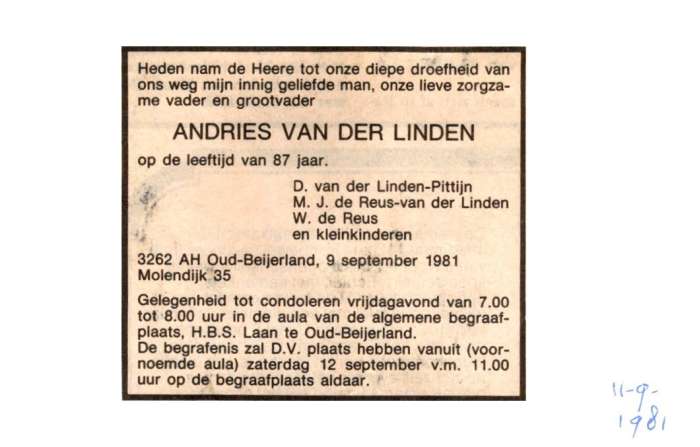 Heden nam de Heere tot onze diepe droefheid van
ons weg mijn innig geliefde man, onze lieve zorgza-
me vader en grootvader
ANDRIES VAN DER LINDEN
op de leeftijd van 87 jaar.
D. van der Linden-Pittijn
M. J. de Reus-van der Linden
W. de Reus
en kleinkinderen
3262 AH Oud-Beijerland, 9 september 1981
Molendijk 35
Gelegenheid tot condoleren vrijdagavond van 7.00
tot 8.00 uur in de aula van de algemene begraaf-
plaats, H.B.S. Laan te Oud-Beijerland.
De begrafenis zal D.V. plaats hebben vanuit (voor-
noemde aula) zaterdag 12 september v.m. 11.00
uur op de begraafplaats aldaar.
11-9-
1981